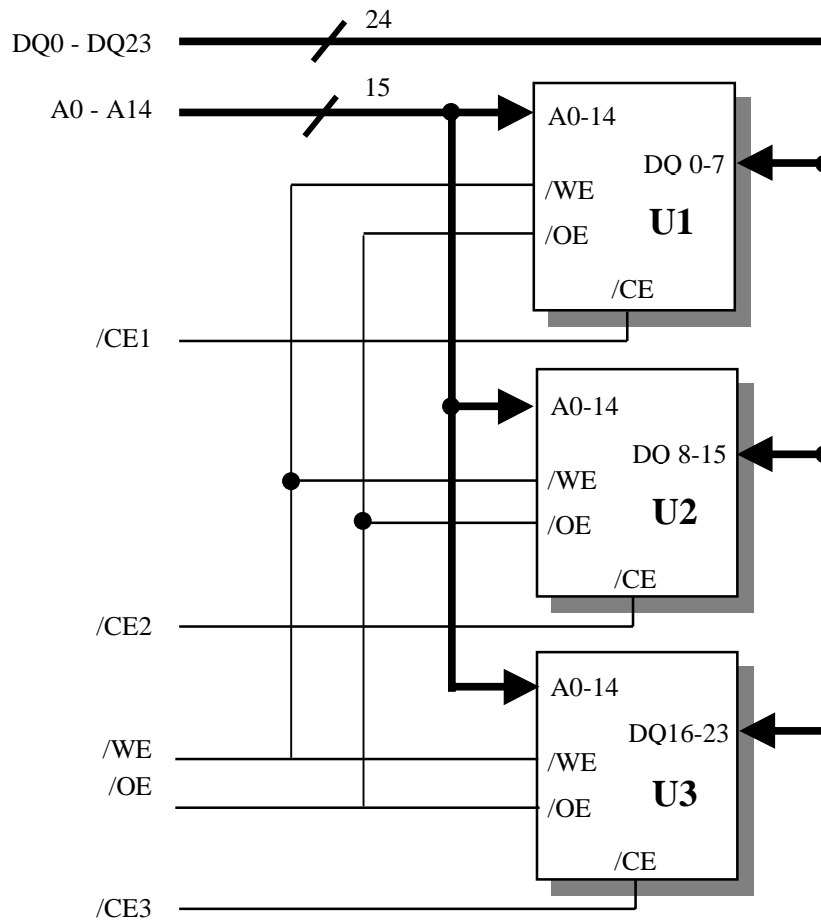 24
DQ0 - DQ23
15
A0 - A14
A0-14
DQ 0-7
/WE
U1
/OE
/CE
/CE1
A0-14
DQ 8-15
/WE
U2
/OE
/CE
/CE2
A0-14
DQ16-23
/WE
/WE
/OE
U3
/OE
/CE
/CE3